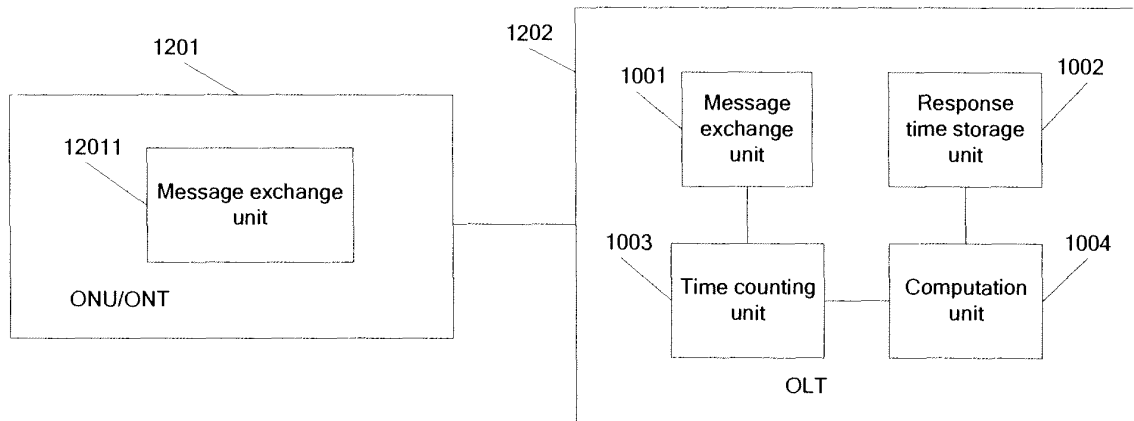 1201
12011
Message exchange
unit
ONU/ONT
1202
1001
Message
exchange
unit
1002
Response
time storage
unit
1003
Time counting
unit
1004
Computation
unit
OLT